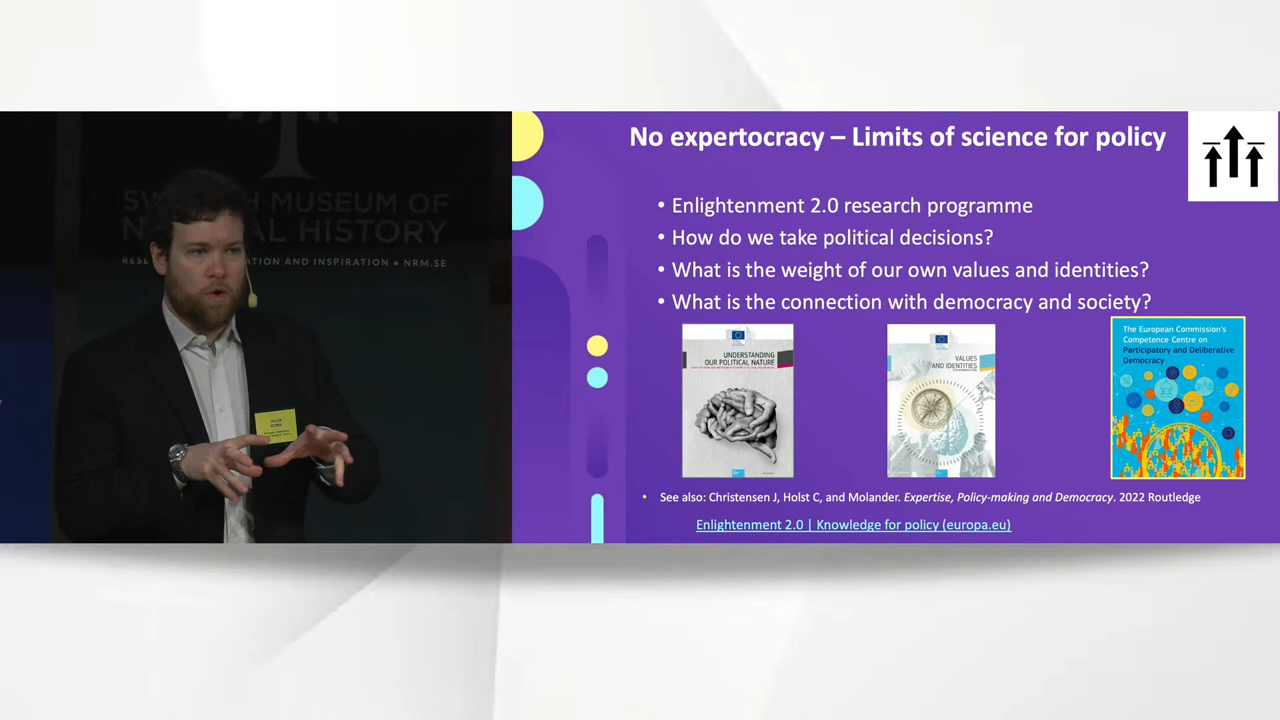 SWEDISH MUSEUM OF
NATURAL HISTORY
AND INSPIRATION • NRM.SE
No expertocracy – Limits of science for policy
• Enlightenment 2.0 research programme
• How do we take political decisions?
• What is the weight of our own values and identities?
• What is the connection with democracy and society?
UNDERSTANDING
OUR POLITICAL NATURE
VALUES
AND IDENTITIES
The European Commission's
Competence Centre on
Participatory and Deliberative
Democracy
• See also: Christensen J, Holst C, and Molander. Expertise, Policy-making and Democracy. 2022 Routledge
Enlightenment 2.0 | Knowledge for policy (europa.eu)